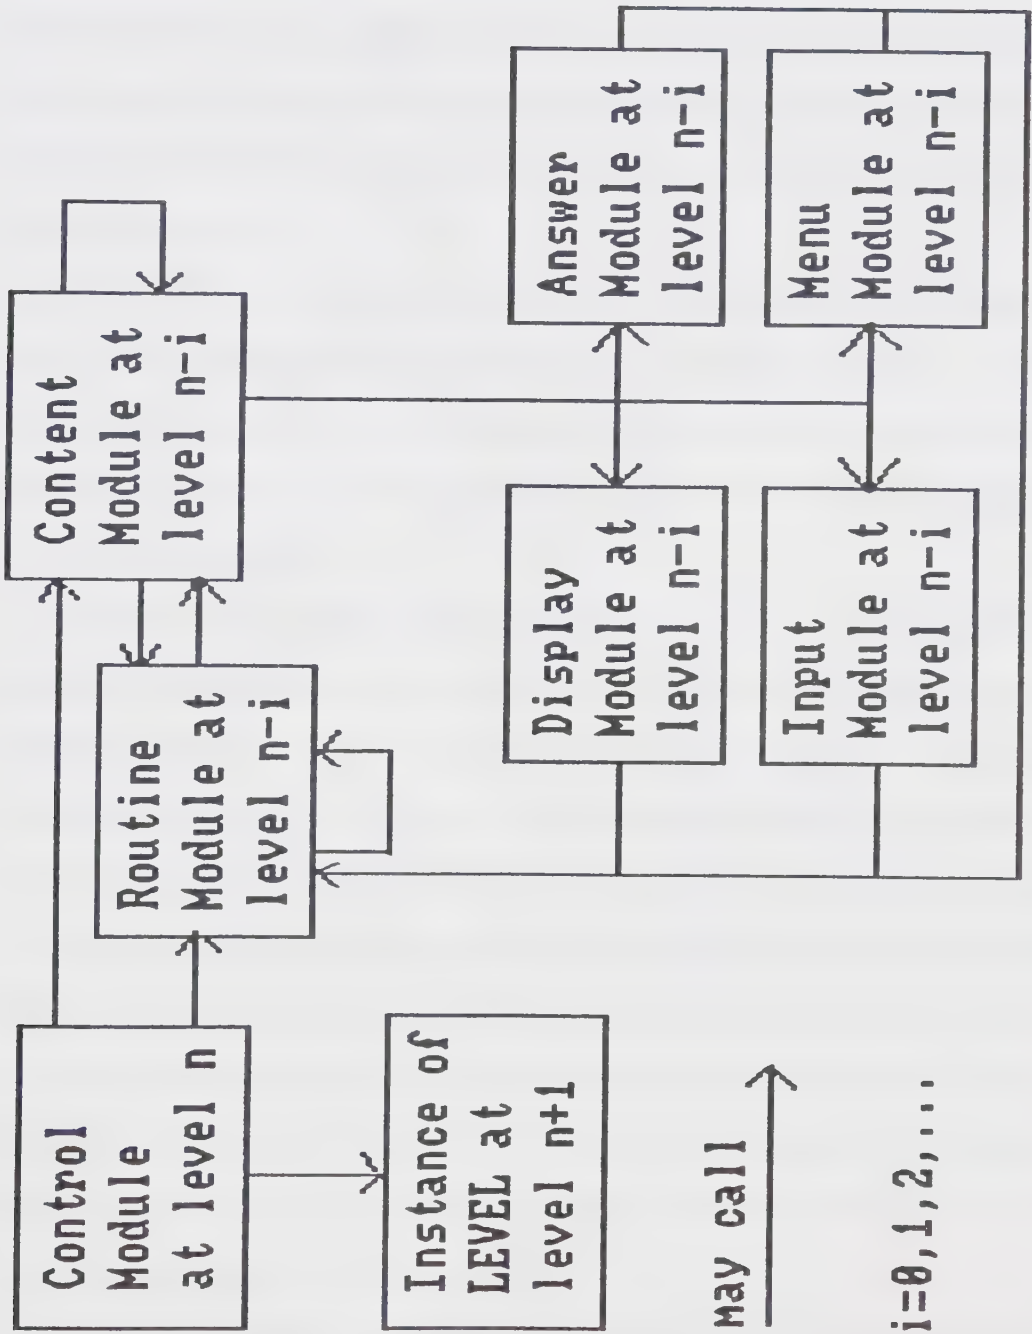 Control
Module
at level n
Routine
Module at
level n-i
Content
Module at
level n-i
Instance of
LEVEL at
level n+1
Display
Module at
level n-i
Answer
Module at
level n-i
Input
Module at
level n-i
Menu
Module at
level n-i
may call
i=0,1,2,...